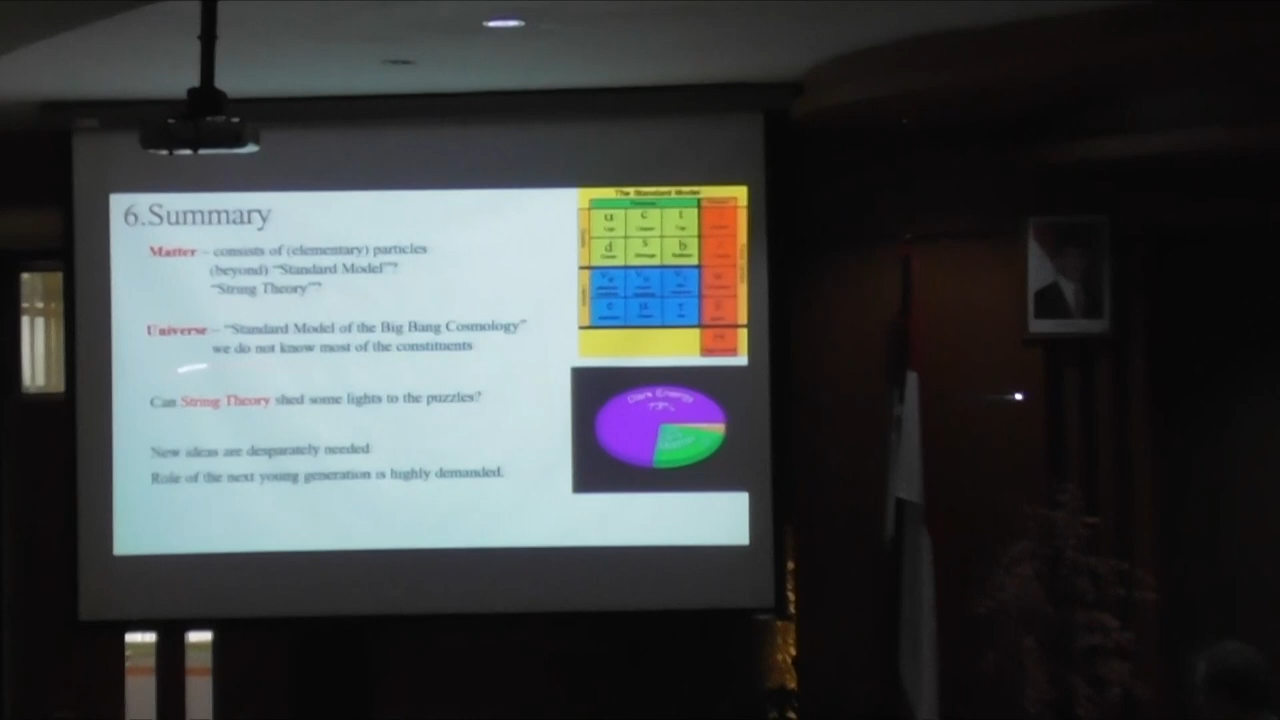 6.Summary
Matter – consists of (elementary) particles
(beyond) “Standard Model”?
“String Theory”?
Universe – “Standard Model of the Big Bang Cosmology”
we do not know most of the constituents
Can String Theory shed some lights to the puzzles?
New ideas are desparately needed
Role of the next young generation is highly demanded.
The Standard Model
u c t
d s b
e μ τ
Dark Energy
73%